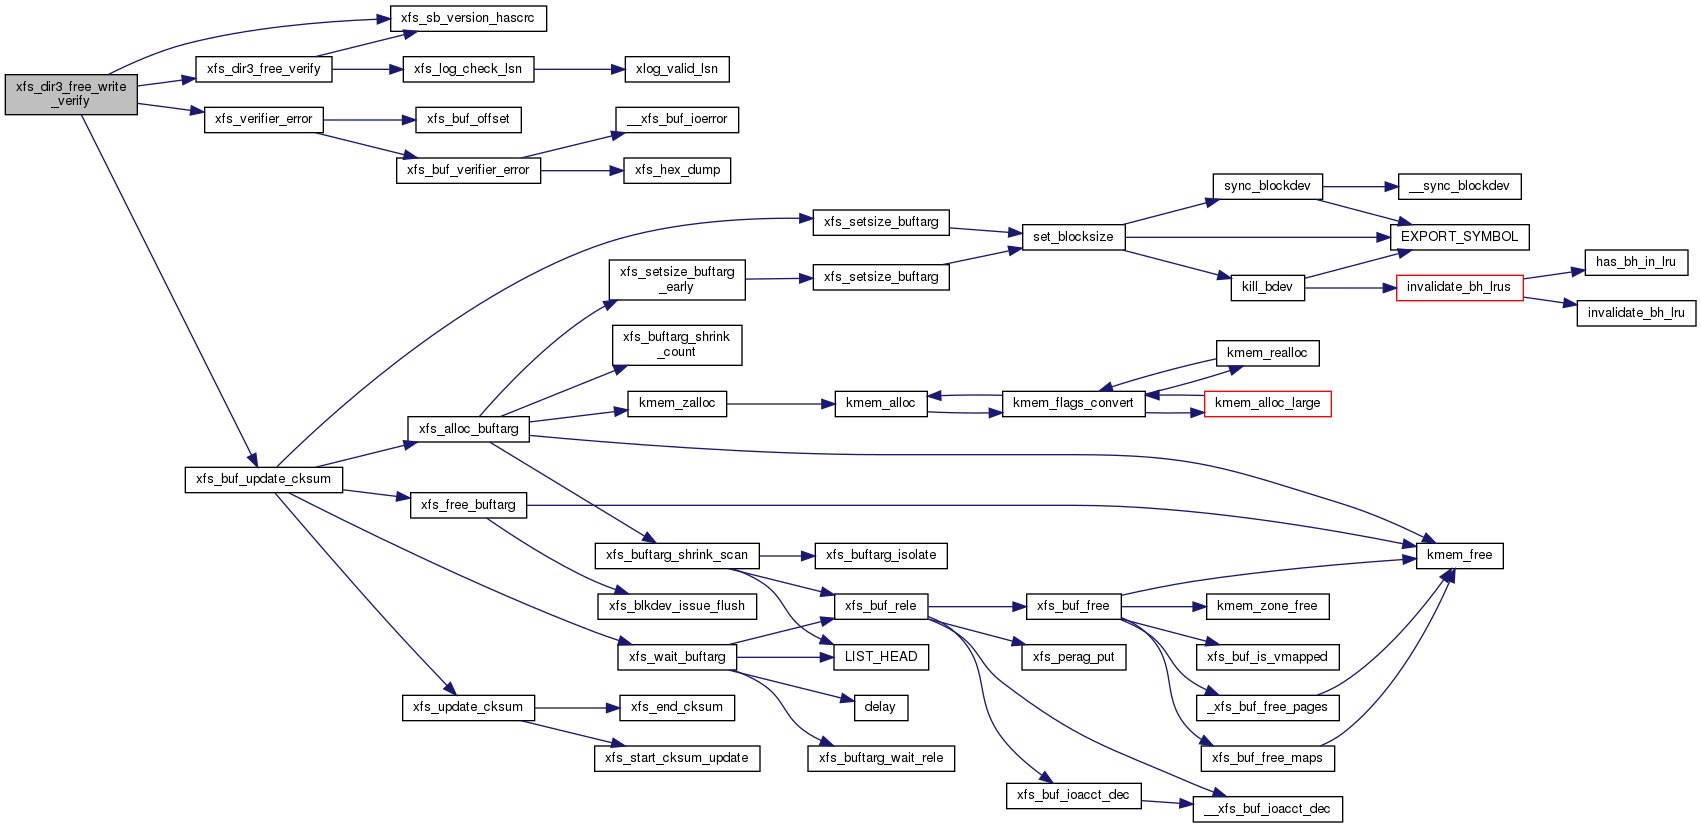 xfs_sb_version_hascrc
xfs_dir3_free_verify
xfs_log_check_lsn
xlog_valid_lsn
xfs_dir3_free_write
_verify
xfs_verifier_error
xfs_buf_offset
__xfs_buf_ioerror
xfs_buf_verifier_error
xfs_hex_dump
sync_blockdev
__sync_blockdev
xfs_setsize_buftarg
set_blocksize
EXPORT_SYMBOL
xfs_setsize_buftarg
_early
xfs_setsize_buftarg
kill_bdev
invalidate_bh_lrus
has_bh_in_lru
invalidate_bh_lru
xfs_buftarg_shrink
_count
kmem_realloc
kmem_zalloc
kmem_alloc
kmem_flags_convert
kmem_alloc_large
xfs_alloc_buftarg
xfs_buf_update_cksum
xfs_free_buftarg
xfs_buftarg_shrink_scan
xfs_buftarg_isolate
kmem_free
xfs_blkdev_issue_flush
xfs_buf_rele
xfs_buf_free
kmem_zone_free
xfs_wait_buftarg
LIST_HEAD
xfs_perag_put
xfs_buf_is_vmapped
xfs_update_cksum
xfs_end_cksum
delay
_xfs_buf_free_pages
xfs_start_cksum_update
xfs_buftarg_wait_rele
xfs_buf_free_maps
xfs_buf_ioacct_dec
__xfs_buf_ioacct_dec